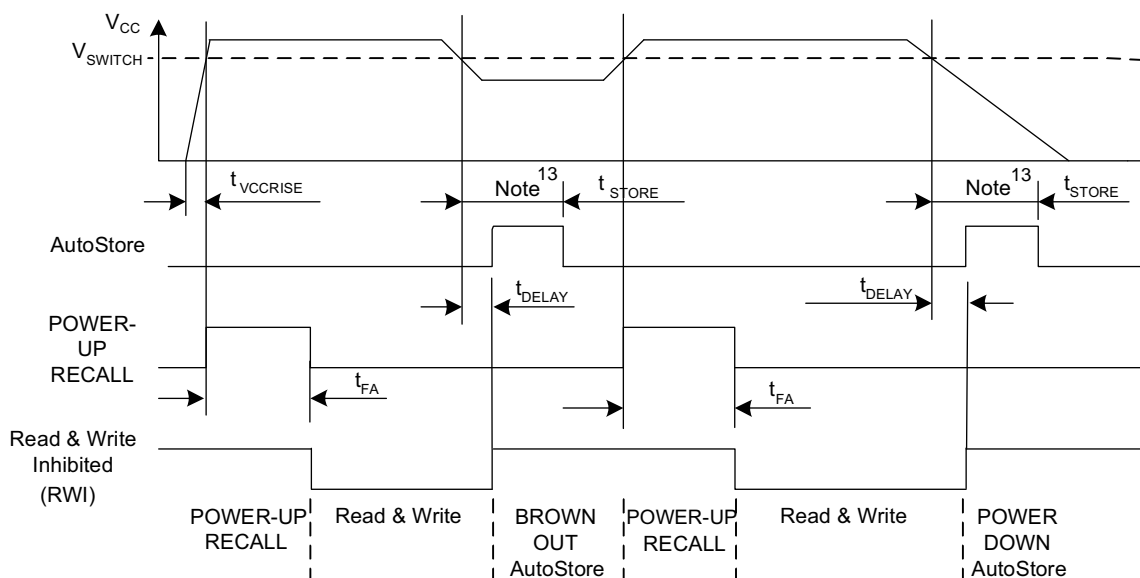 VCC
VSWITCH
tVCCRISE
Note13
tSTORE
Note13
tSTORE
AutoStore
tDELAY
tDELAY
POWER-
UP
RECALL
tFA
tFA
Read & Write
Inhibited
(RWI)
POWER-UP
RECALL
Read & Write
BROWN
OUT
AutoStore
POWER-UP
RECALL
Read & Write
POWER
DOWN
AutoStore